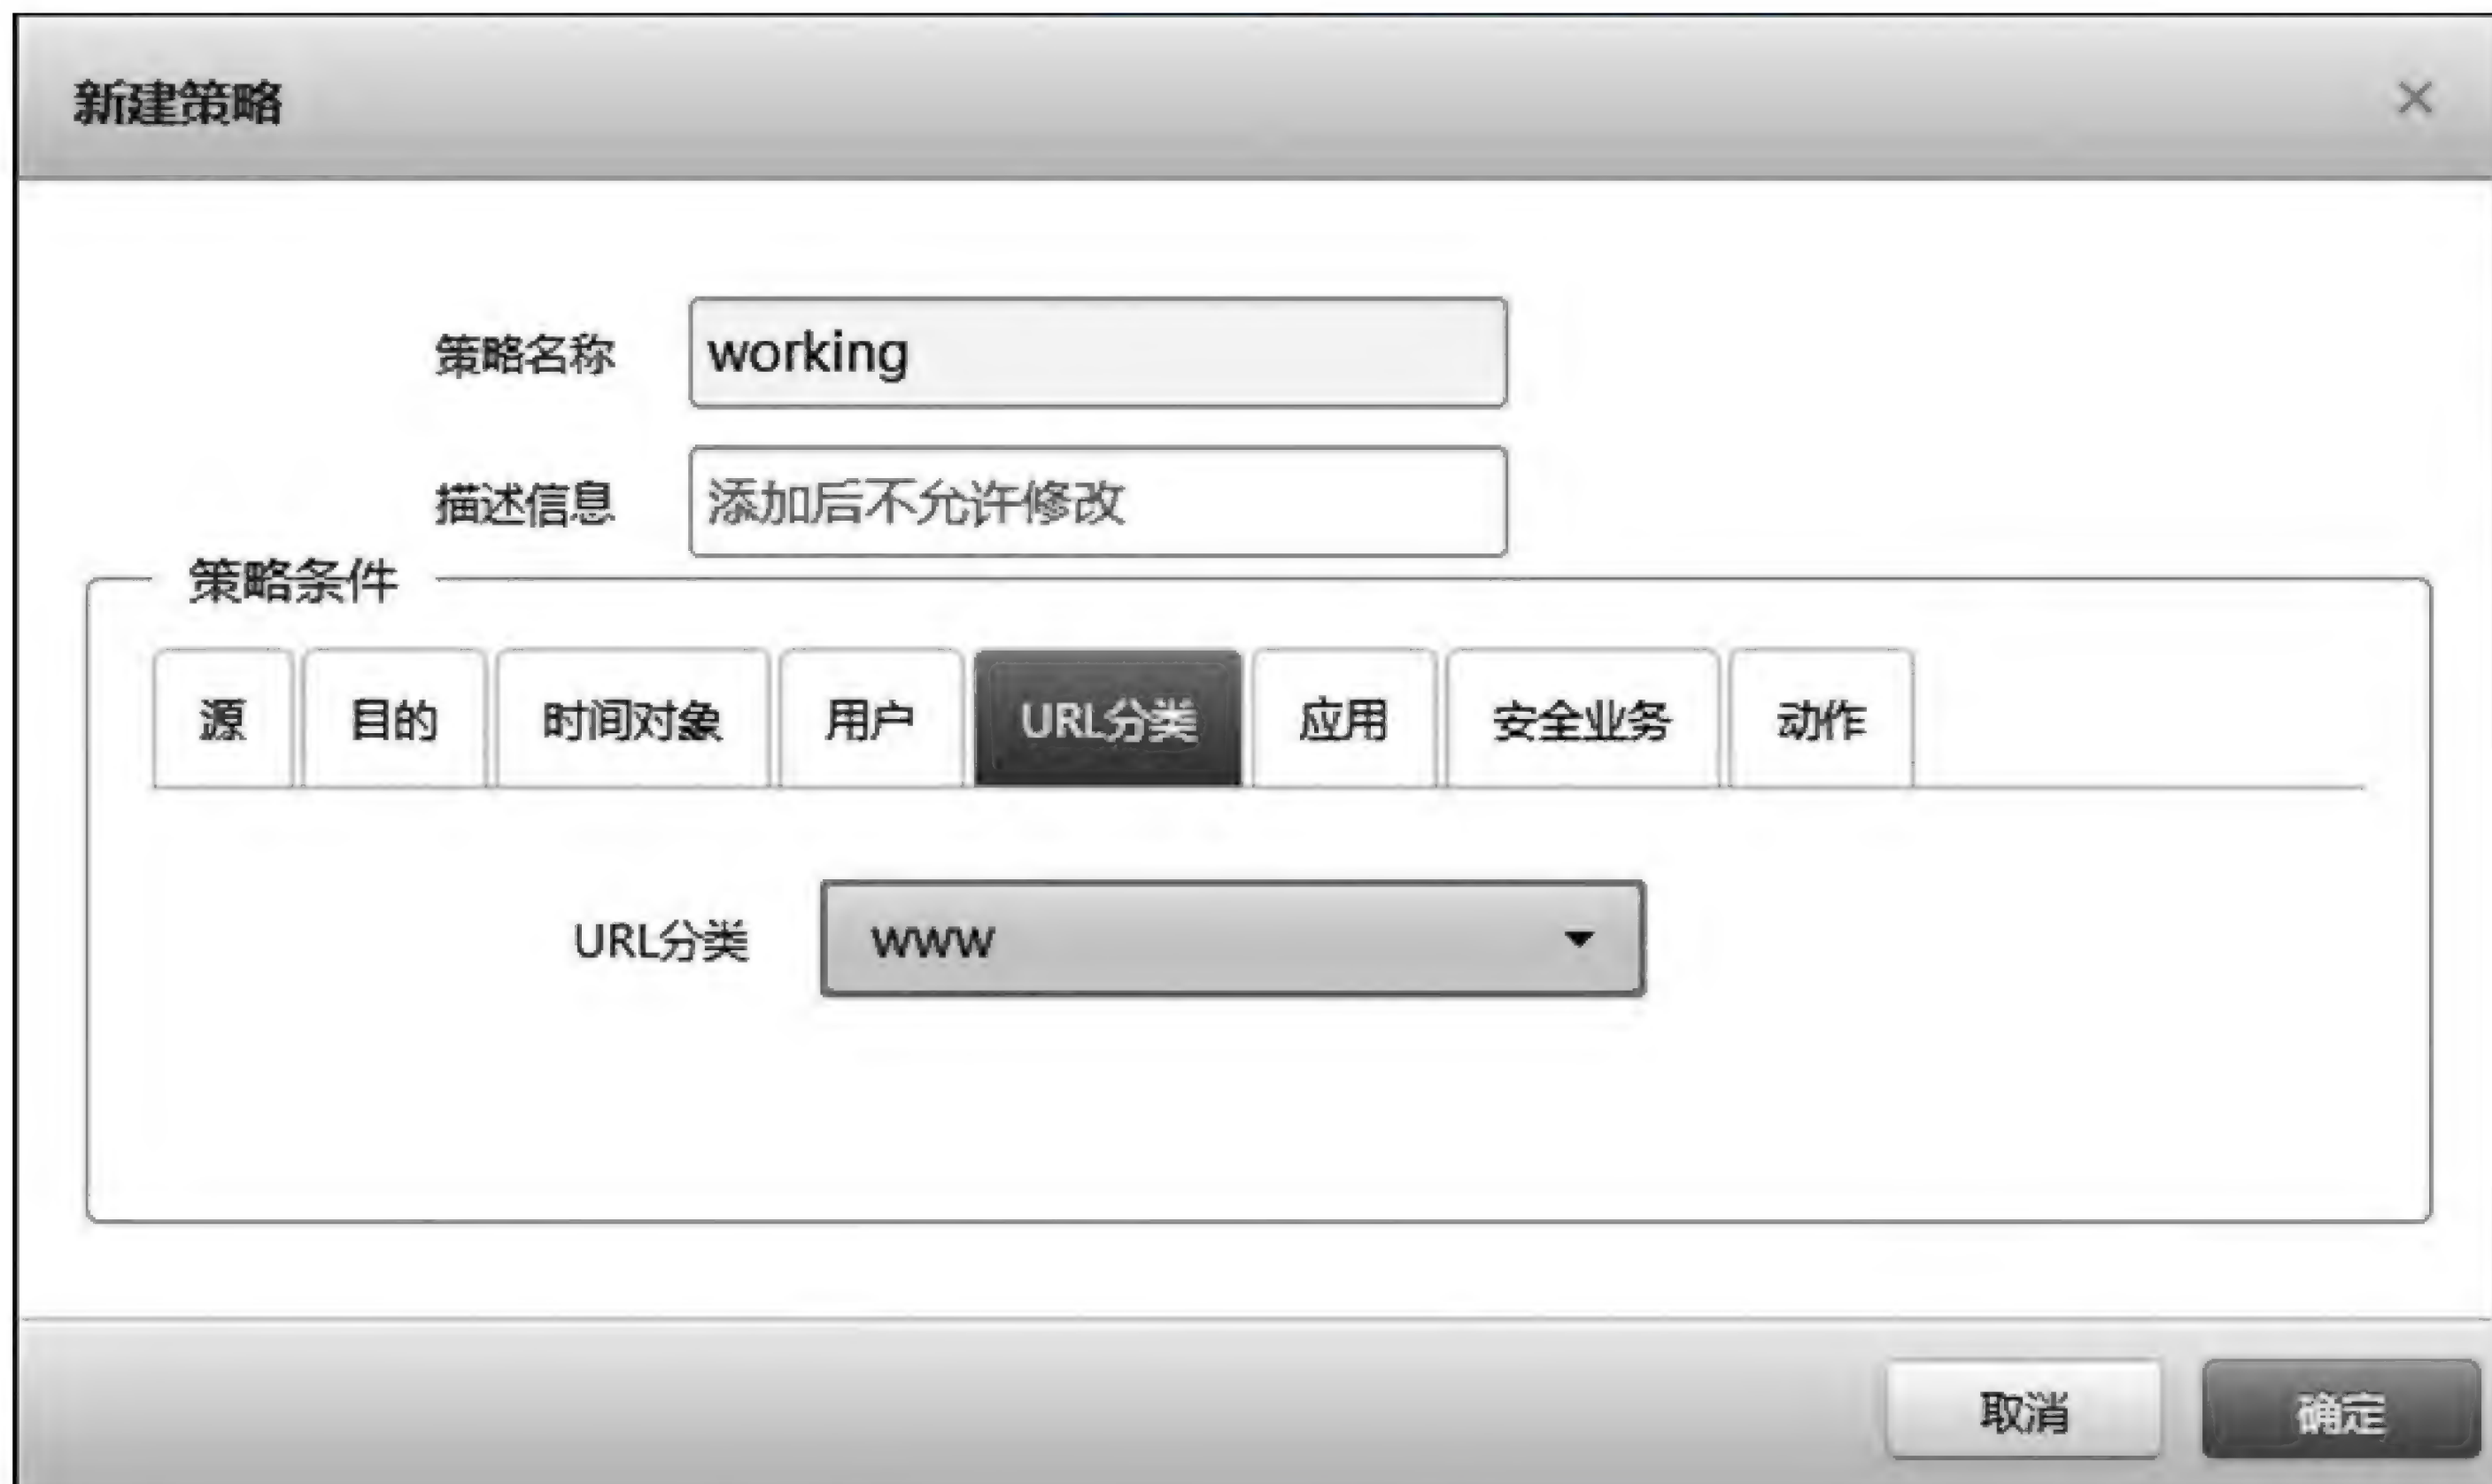 新建策略
策略名称 working
描述信息 添加后不允许修改
策略条件
源 目的 时间对象 用户 URL分类 应用 安全业务 动作
URL分类 www
取消 确定